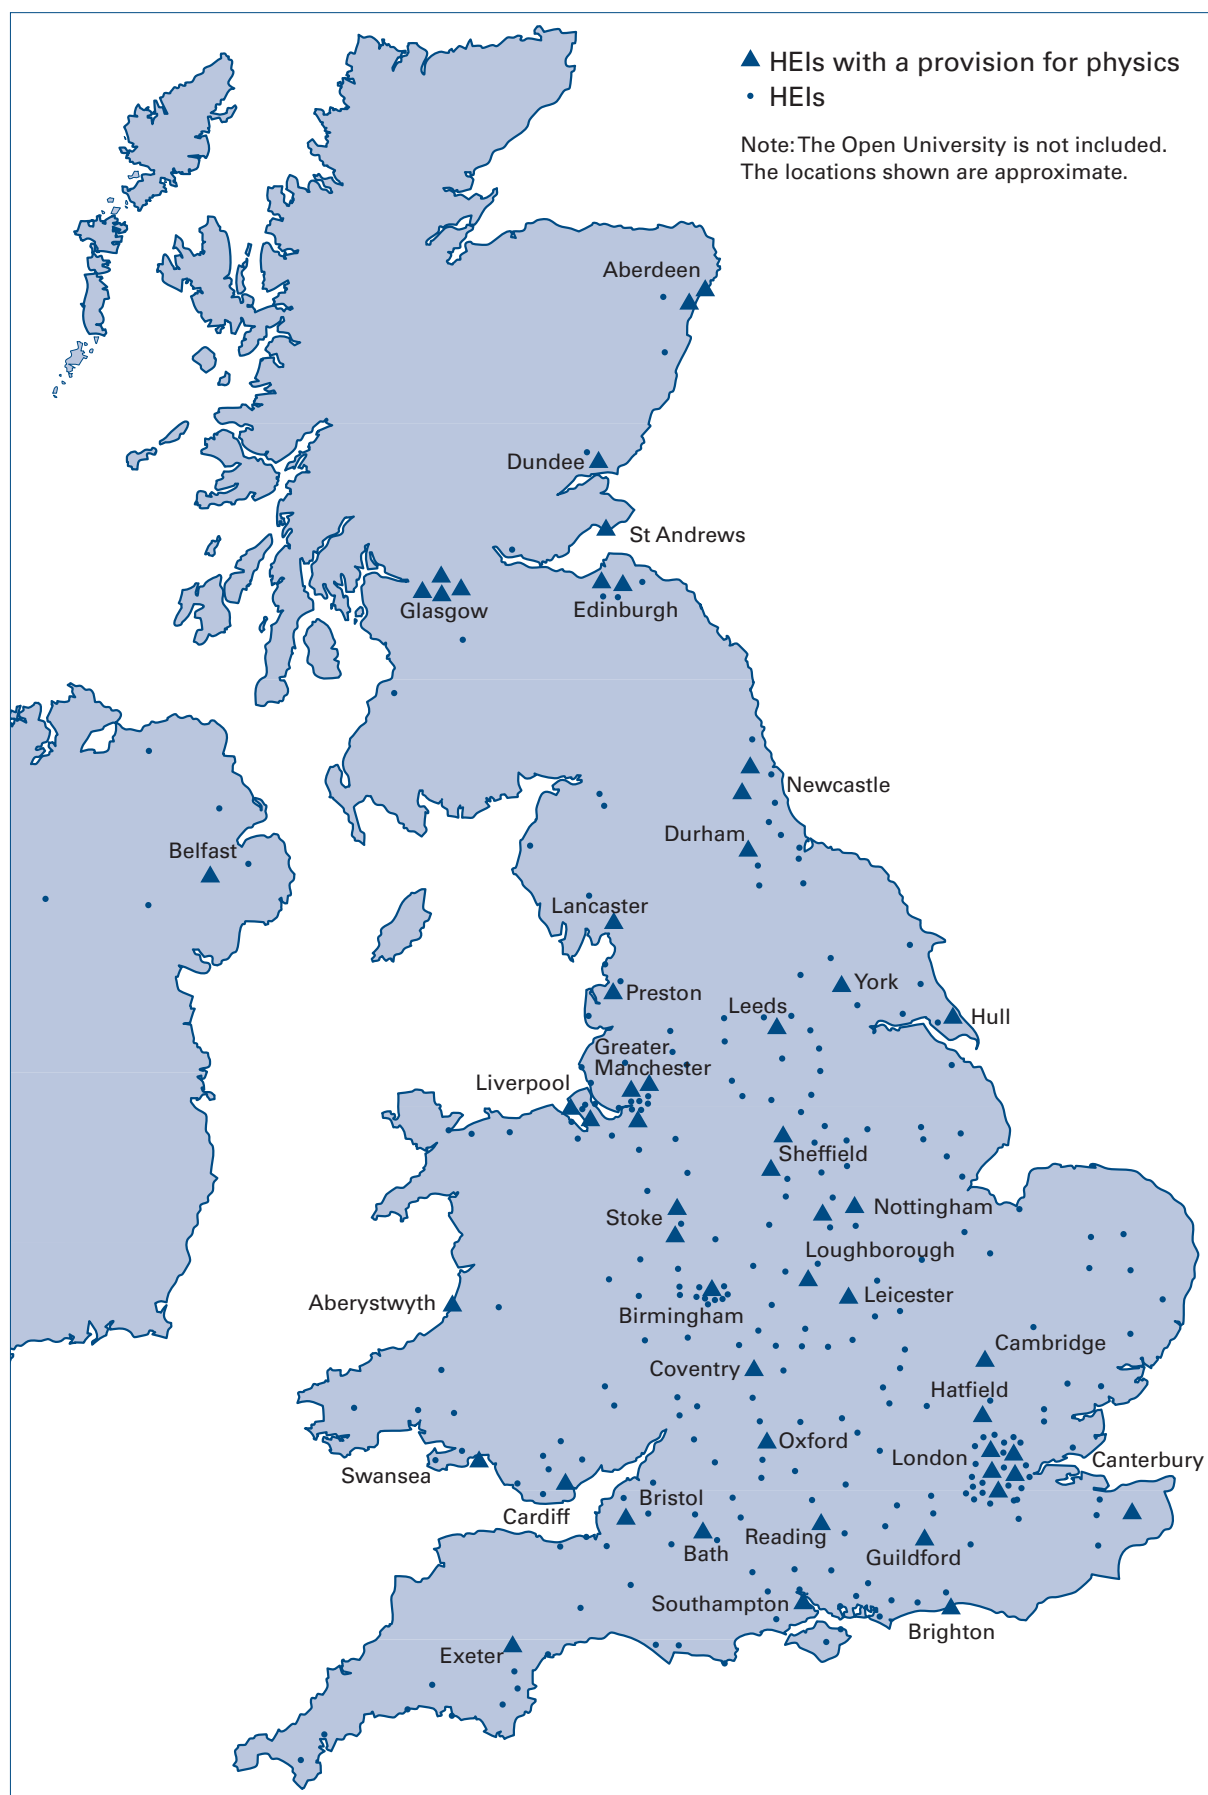 HEIs with a provision for physics
HEIs
Note: The Open University is not included.
The locations shown are approximate.
Aberdeen
Dundee
St Andrews
Glasgow
Edinburgh
Newcastle
Durham
Belfast
Lancaster
York
Preston
Leeds
Hull
Greater
Manchester
Liverpool
Sheffield
Nottingham
Stoke
Loughborough
Leicester
Aberystwyth
Birmingham
Cambridge
Coventry
Hatfield
Oxford
London
Canterbury
Swansea
Bristol
Cardiff
Reading
Bath
Guildford
Southampton
Brighton
Exeter